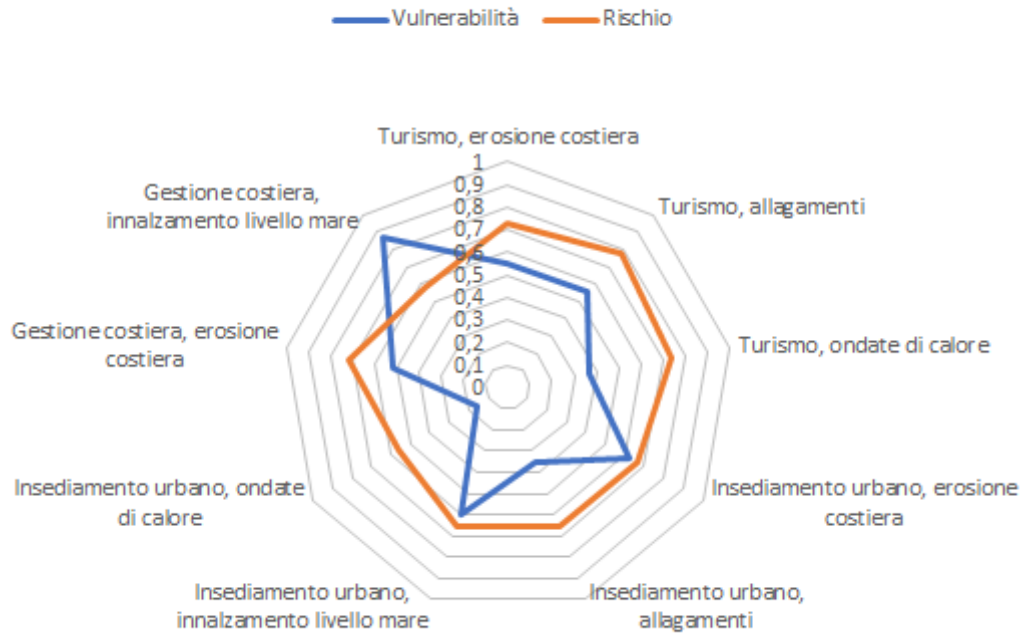 Vulnerabilità Rischio
Turismo, erosione costiera
1
0,9
0,8
0,7
0,6
0,5
0,4
0,3
0,2
0,1
0
Turismo, allagamenti
Turismo, ondate di calore
Insediamento urbano, erosione
costiera
Insediamento urbano,
allagamenti
Insediamento urbano,
innalzamento livello mare
Insediamento urbano, ondate
di calore
Gestione costiera, erosione
costiera
Gestione costiera,
innalzamento livello mare